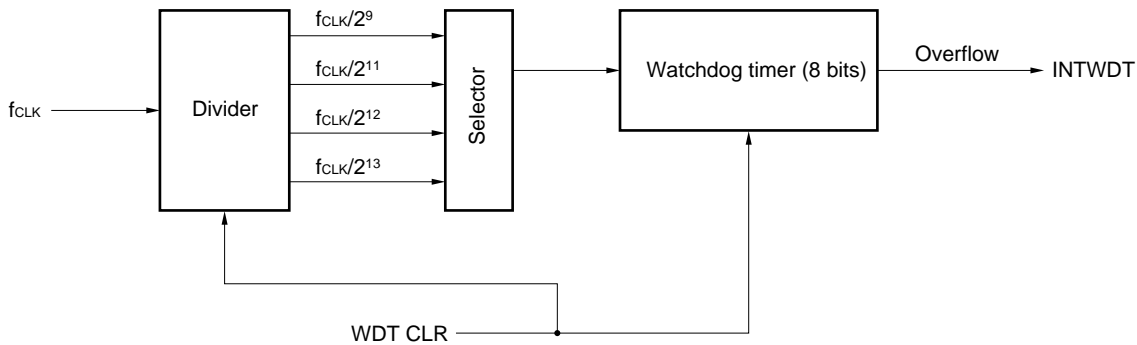 fCLK/2⁹
Overflow
fCLK/2¹¹
Watchdog timer (8 bits)
INTWDT
fCLK
Divider
Selector
fCLK/2¹²
fCLK/2¹³
WDT CLR